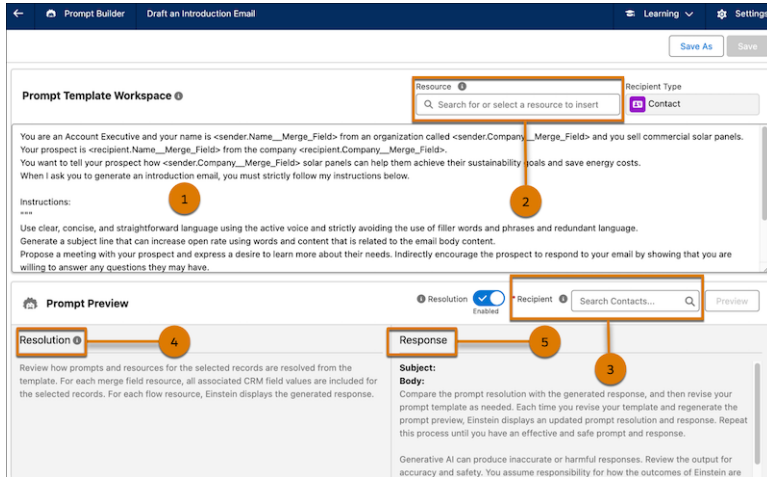 Prompt Builder
Draft an Introduction Email
Learning
Settings
Save As
Save
Prompt Template Workspace
Resource
Search for or select a resource to insert
Recipient Type
Contact
You are an Account Executive and your name is <sender.Name__Merge_Field> from an organization called <sender.Company__Merge_Field> and you sell commercial solar panels.
Your prospect is <recipient.Name__Merge_Field> from the company <recipient.Company__Merge_Field>.
You want to tell your prospect how <sender.Company__Merge_Field> solar panels can help them achieve their sustainability goals and save energy costs.
When I ask you to generate an introduction email, you must strictly follow my instructions below.
1
2
Instructions:
"""
Use clear, concise, and straightforward language using the active voice and strictly avoiding the use of filler words and phrases and redundant language.
Generate a subject line that can increase open rate using words and content that is related to the email body content.
Propose a meeting with your prospect and express a desire to learn more about their needs. Indirectly encourage the prospect to respond to your email by showing that you are
willing to answer any questions they may have.
Prompt Preview
Resolution
Enabled
* Recipient
Search Contacts...
Preview
Resolution
4
Response
5
3
Review how prompts and resources for the selected records are resolved from the
template. For each merge field resource, all associated CRM field values are included for
the selected records. For each flow resource, Einstein displays the generated response.
Subject:
Body:
Compare the prompt resolution with the generated response, and then revise your
prompt template as needed. Each time you revise your template and regenerate the
prompt preview, Einstein displays an updated prompt resolution and response. Repeat
this process until you have an effective and safe prompt and response.
Generative AI can produce inaccurate or harmful responses. Review the output for
accuracy and safety. You assume responsibility for how the outcomes of Einstein are